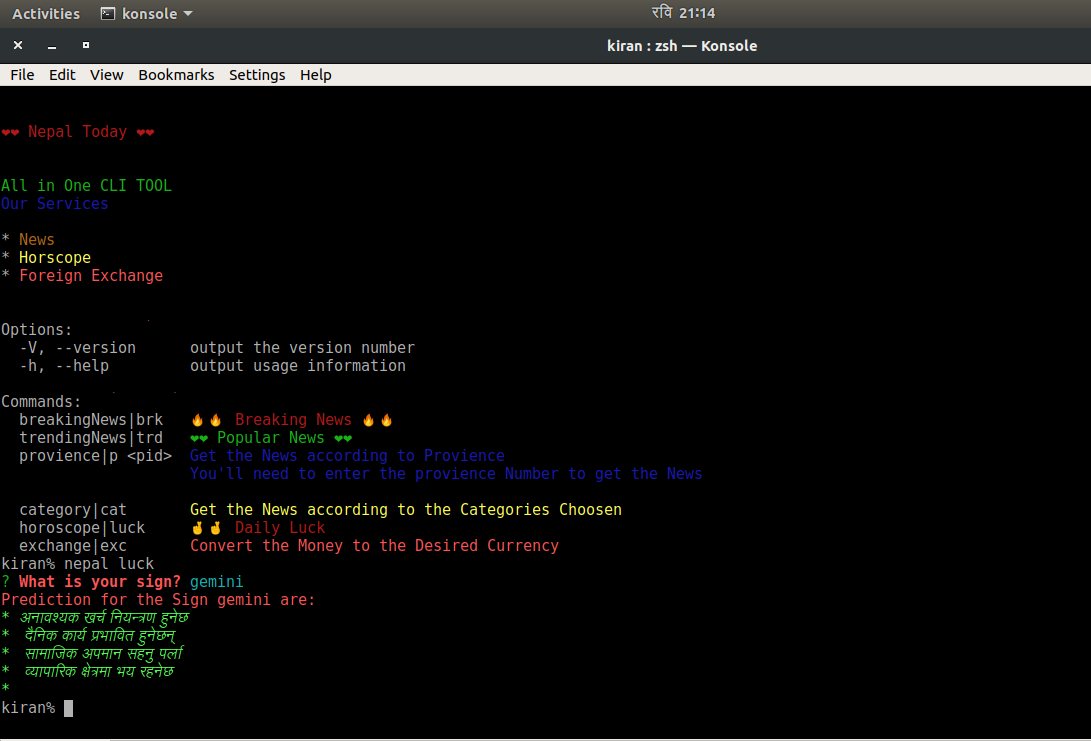 Activities konsole रवि 21:14
kiran : zsh — Konsole
File Edit View Bookmarks Settings Help
❤❤ Nepal Today ❤❤
All in One CLI TOOL
Our Services
* News
* Horscope
* Foreign Exchange
Options:
-V, --version output the version number
-h, --help output usage information
Commands:
breakingNews|brk 🔥🔥 Breaking News 🔥🔥
trendingNews|trd ❤❤ Popular News ❤❤
provience|p <pid> Get the News according to Provience
You'll need to enter the provience Number to get the News
category|cat Get the News according to the Categories Choosen
horoscope|luck 🤞🤞 Daily Luck
exchange|exc Convert the Money to the Desired Currency
kiran% nepal luck
? What is your sign? gemini
Prediction for the Sign gemini are:
* अनावश्यक खर्च नियन्त्रण हुनेछ
* दैनिक कार्य प्रभावित हुनेछन्
* सामाजिक अपमान सहनु पर्ला
* व्यापारिक क्षेत्रमा भय रहनेछ
*
kiran%